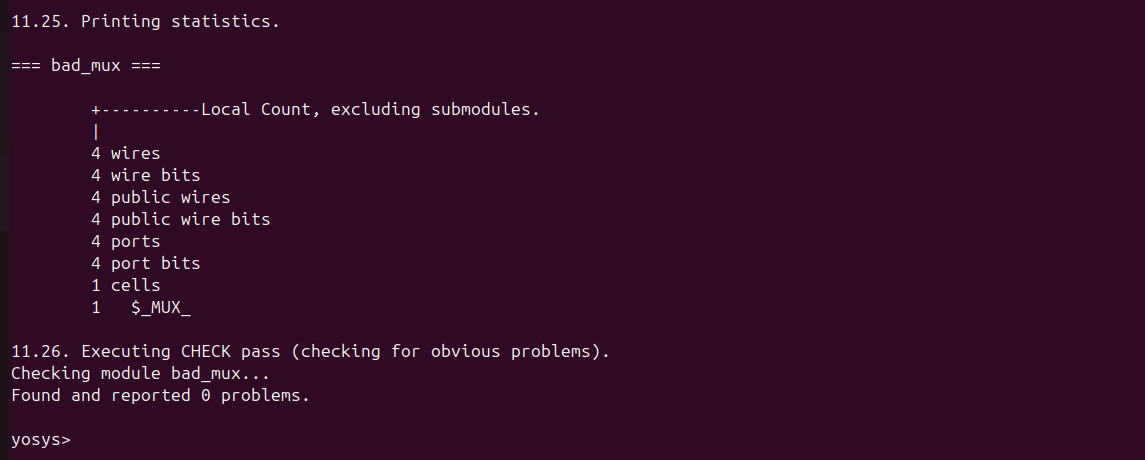 11.25. Printing statistics.
=== bad_mux ===
+----------Local Count, excluding submodules.
|
4 wires
4 wire bits
4 public wires
4 public wire bits
4 ports
4 port bits
1 cells
1   $_MUX_
11.26. Executing CHECK pass (checking for obvious problems).
Checking module bad_mux...
Found and reported 0 problems.
yosys>